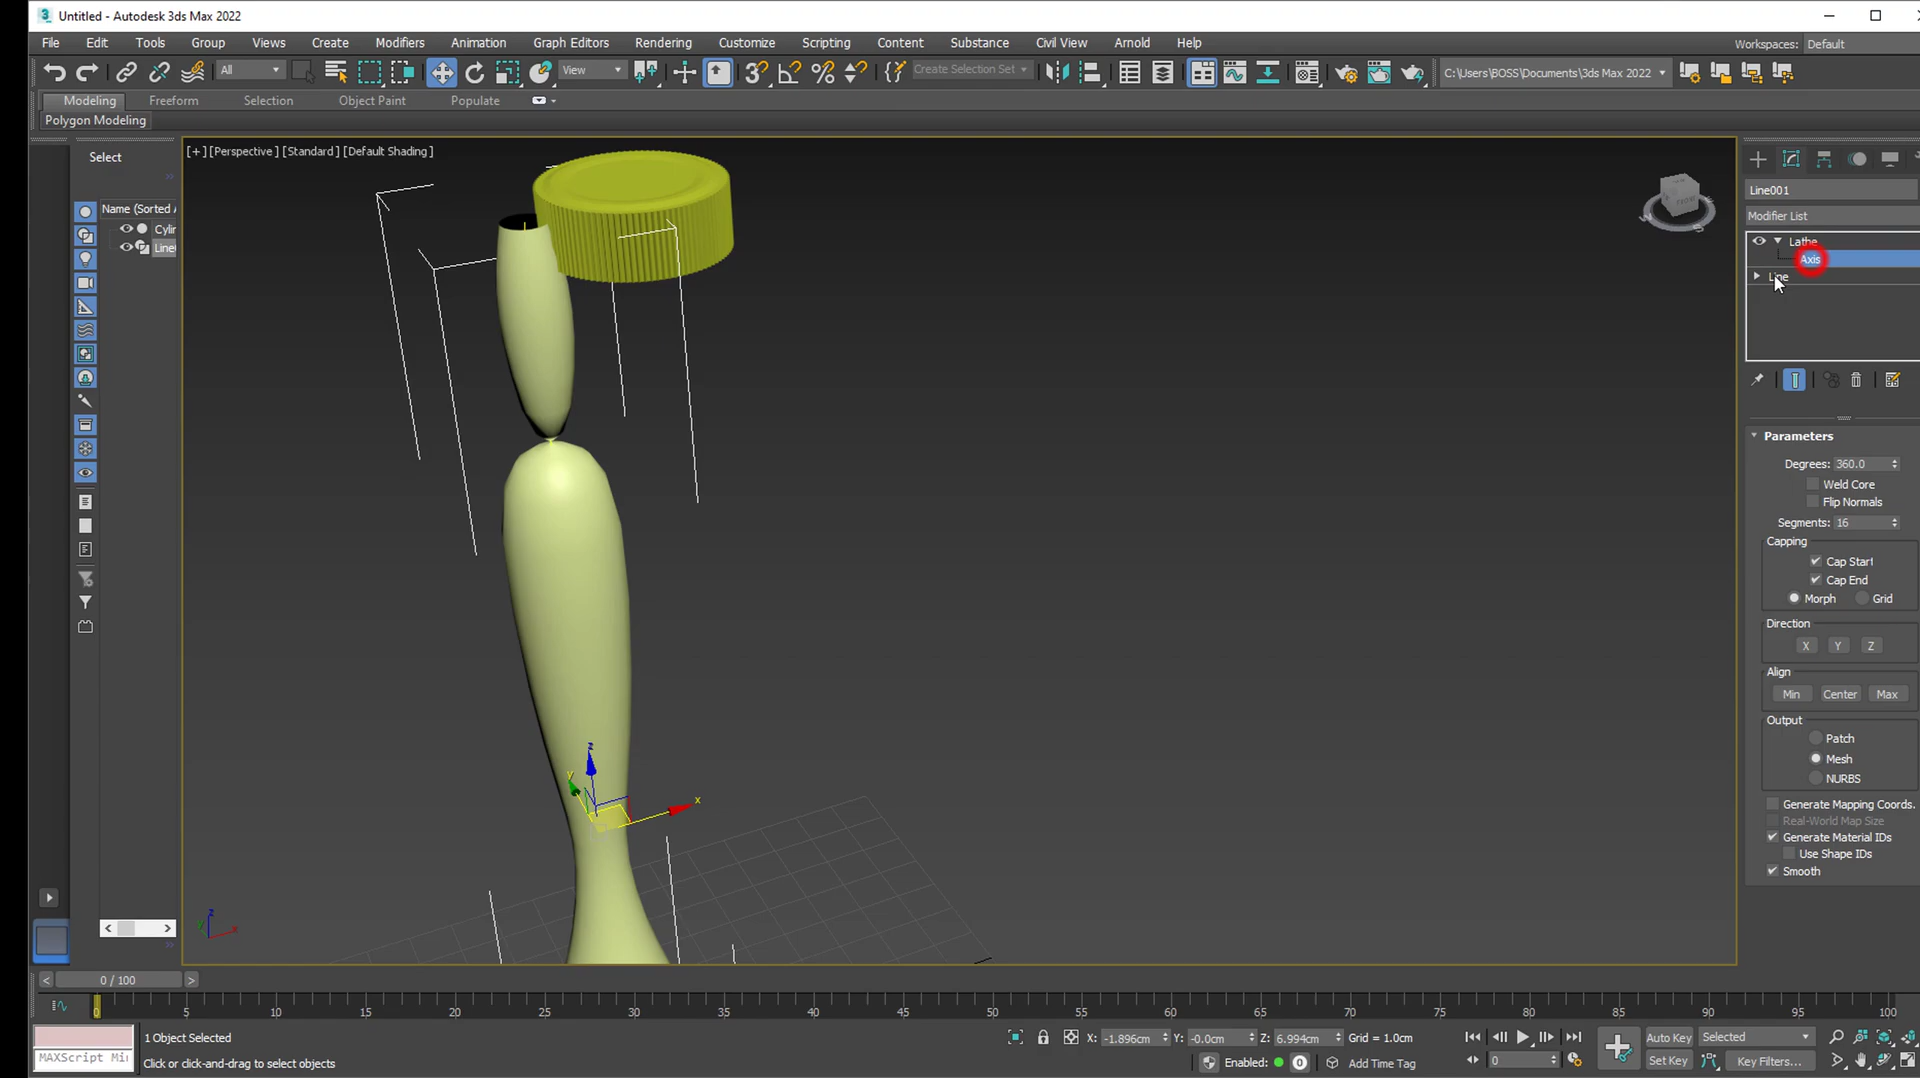 Untitled - Autodesk 3ds Max 2022
File Edit Tools Group Views Create Modifiers Animation Graph Editors Rendering Customize Scripting Content Substance Civil View Arnold Help Workspaces: Default
All View Create Selection Set C:\Users\BOSS\Documents\3ds Max 2022
Modeling Freeform Selection Object Paint Populate
Polygon Modeling
Select
[+] [Perspective] [Standard] [Default Shading]
Line001
Name (Sorted A
Modifier List
Cylin
Line
Lathe
Axis
Line
Parameters
Degrees: 360.0
Weld Core
Flip Normals
Segments: 16
Capping
Cap Start
Cap End
Morph Grid
Direction
X Y Z
Align
Min Center Max
Output
Patch
Mesh
NURBS
Generate Mapping Coords.
Real-World Map Size
Generate Material IDs
Use Shape IDs
Smooth
z
y
x
z
x
< 0 / 100 >
0 5 10 15 20 25 30 35 40 45 50 55 60 65 70 75 80 85 90 95 100
1 Object Selected X: -1.896cm Y: -0.0cm Z: 6.994cm Grid = 1.0cm Auto Key Selected
MAXScript Mi Click or click-and-drag to select objects Enabled: 0 Add Time Tag 0 Set Key Key Filters...